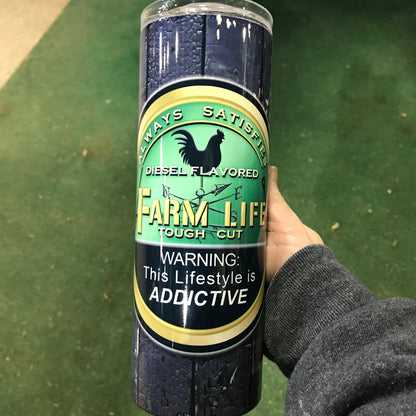 ALWAYS SATISFIES
DIESEL FLAVORED
FARM LIFE
TOUGH CUT
WARNING:
This Lifestyle is
ADDICTIVE